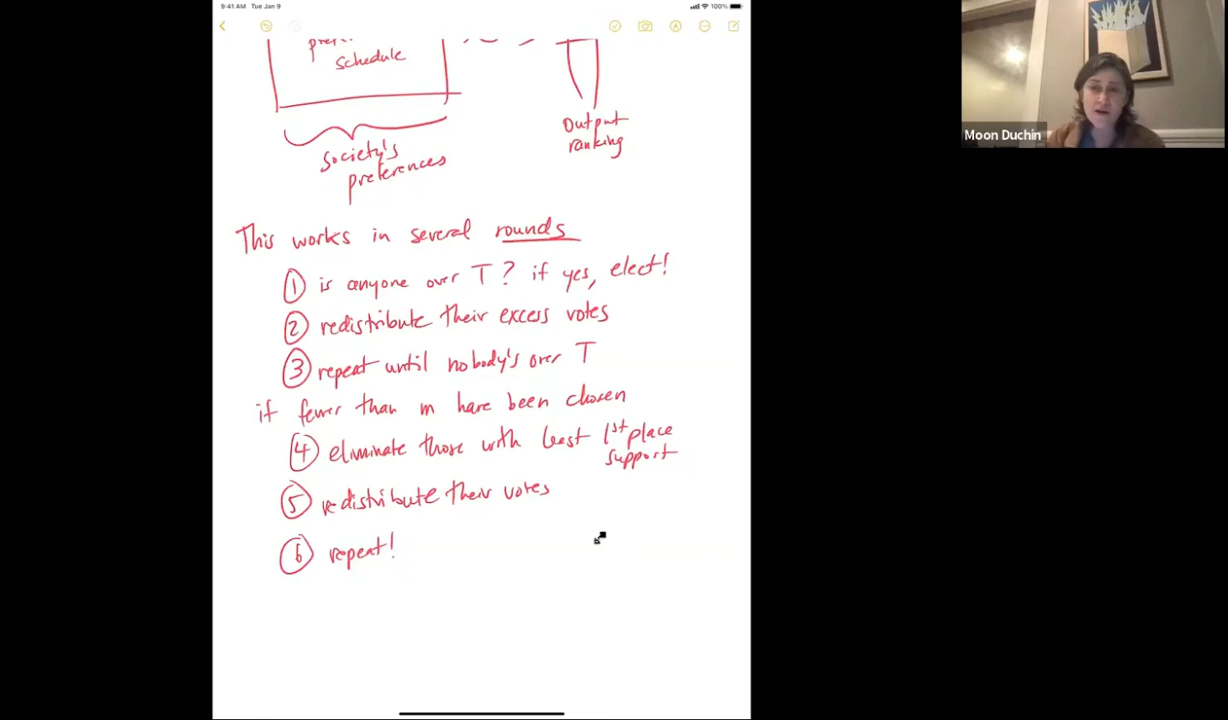 9:41 AM Tue Jan 9
100%
schedule
Society's
preferences
Output
ranking
Moon Duchin
This works in several rounds
1 is anyone over T? if yes, elect!
2 redistribute their excess votes
3 repeat until nobody's over T
if fewer than m have been chosen
4 eliminate those with least 1st place
support
5 redistribute their votes
6 repeat!